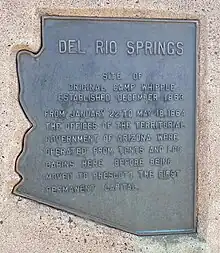 DEL RIO SPRINGS
SITE OF
ORIGINAL CAMP WHIPPLE
ESTABLISHED DECEMBER 1863
FROM JANUARY 22 TO MAY 18, 1864
THE OFFICES OF THE TERRITORIAL
GOVERNMENT OF ARIZONA WERE
OPERATED FROM TENTS AND LOG
CABINS HERE BEFORE BEING
MOVED TO PRESCOTT, THE FIRST
PERMANENT CAPITAL.